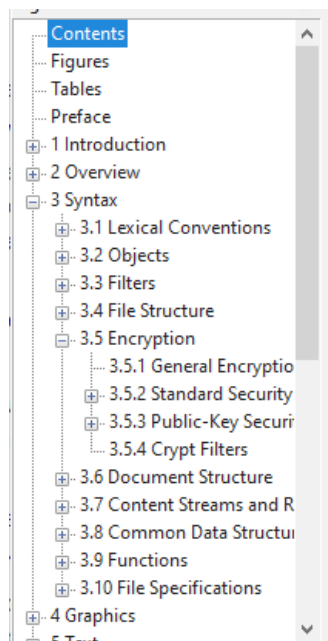 Contents
Figures
Tables
Preface
1 Introduction
2 Overview
3 Syntax
3.1 Lexical Conventions
3.2 Objects
3.3 Filters
3.4 File Structure
3.5 Encryption
3.5.1 General Encryptio
3.5.2 Standard Security
3.5.3 Public-Key Securi
3.5.4 Crypt Filters
3.6 Document Structure
3.7 Content Streams and R
3.8 Common Data Structu
3.9 Functions
3.10 File Specifications
4 Graphics
5 Text